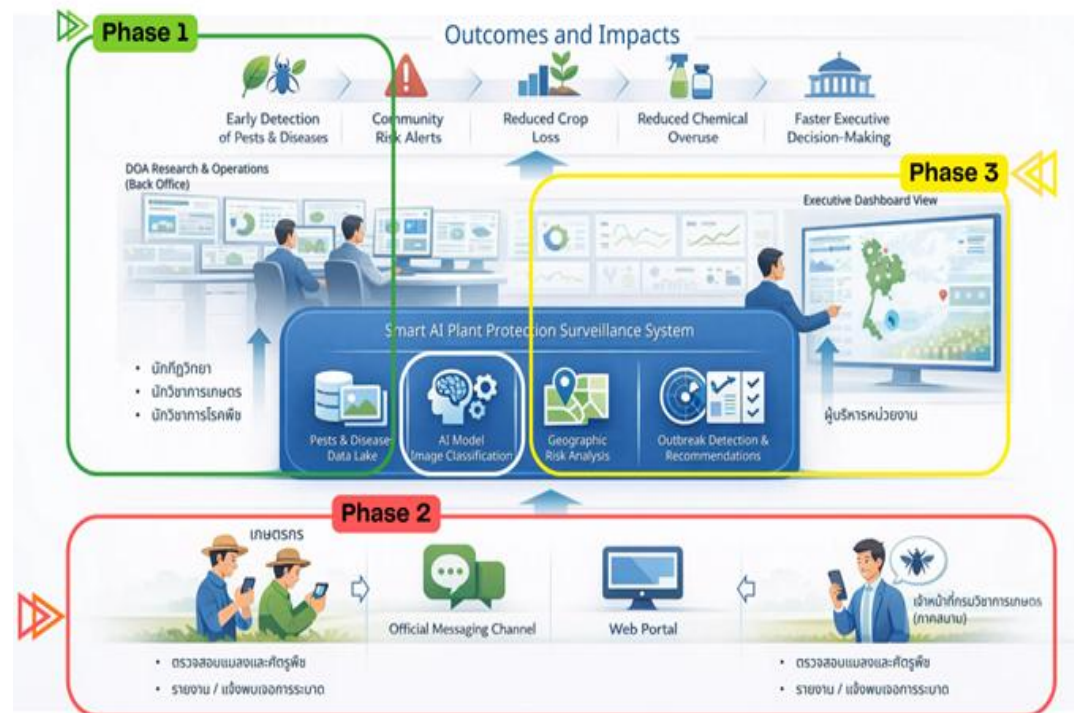 Phase 1
Outcomes and Impacts
Early Detection
of Pests & Diseases
Community
Risk Alerts
Reduced Crop
Loss
Reduced Chemical
Overuse
Faster Executive
Decision-Making
DOA Research & Operations
(Back Office)
Phase 3
Executive Dashboard View
Smart AI Plant Protection Surveillance System
• นักกีฏวิทยา
• นักวิชาการเกษตร
• นักวิชาการโรคพืช
Pests & Diseases
Data Lake
AI Model
Image Classification
Geographic
Risk Analysis
Outbreak Detection &
Recommendations
ผู้บริหารหน่วยงาน
Phase 2
เกษตรกร
Official Messaging Channel
Web Portal
เจ้าหน้าที่กรมวิชาการเกษตร
(ภาคสนาม)
• ตรวจสอบแมลงและศัตรูพืช
• รายงาน / แจ้งพบเจอการระบาด
• ตรวจสอบแมลงและศัตรูพืช
• รายงาน / แจ้งพบเจอการระบาด